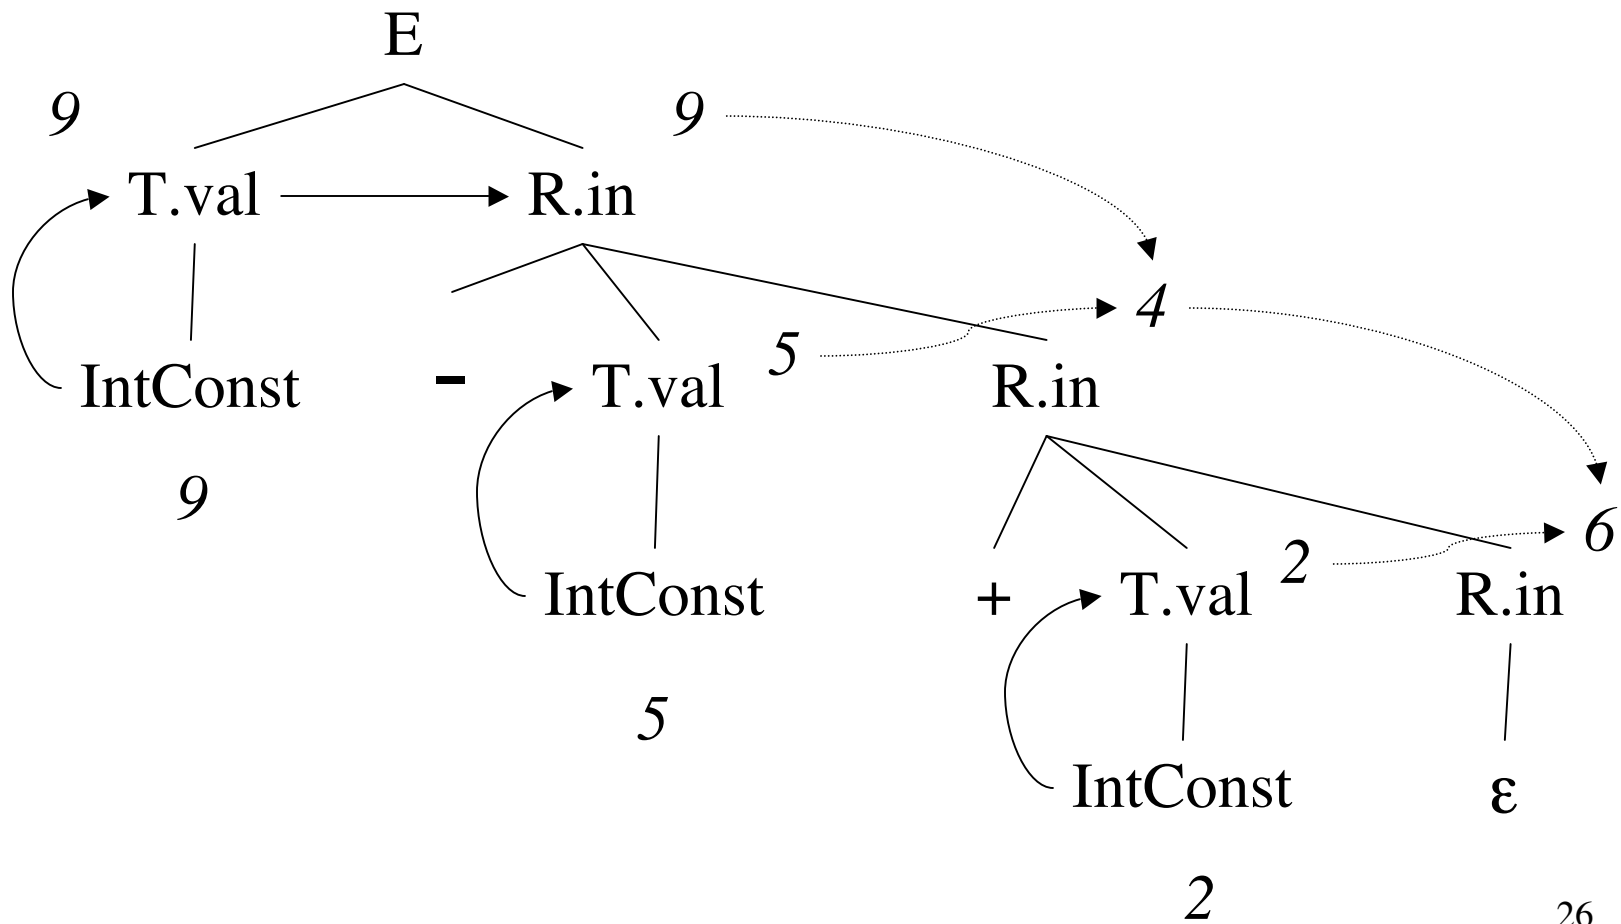 E
9 9
T.val R.in
4
5
IntConst - T.val R.in
9
6
2
IntConst + T.val R.in
5
IntConst ε
2
26